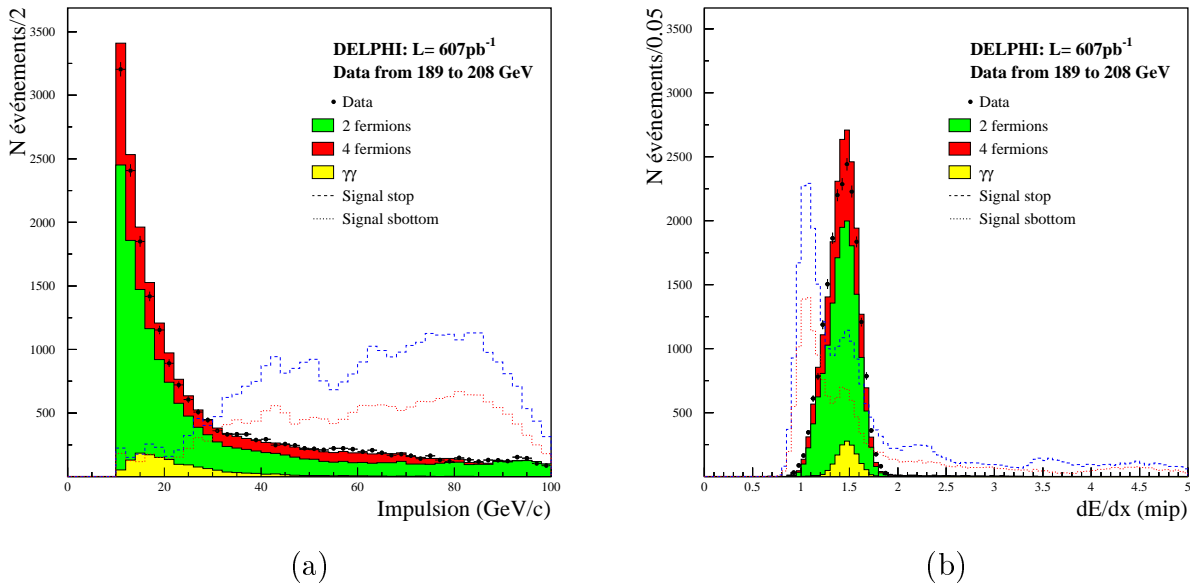 N événements/2
3500
3000
2500
2000
1500
1000
500
0
20
40
60
80
100
Impulsion (GeV/c)
DELPHI: L= 607pb⁻¹
Data from 189 to 208 GeV
Data
2 fermions
4 fermions
γγ
Signal stop
Signal sbottom
(a)
N événements/0.05
3500
3000
2500
2000
1500
1000
500
0
0.5
1
1.5
2
2.5
3
3.5
4
4.5
5
dE/dx (mip)
DELPHI: L= 607pb⁻¹
Data from 189 to 208 GeV
Data
2 fermions
4 fermions
γγ
Signal stop
Signal sbottom
(b)